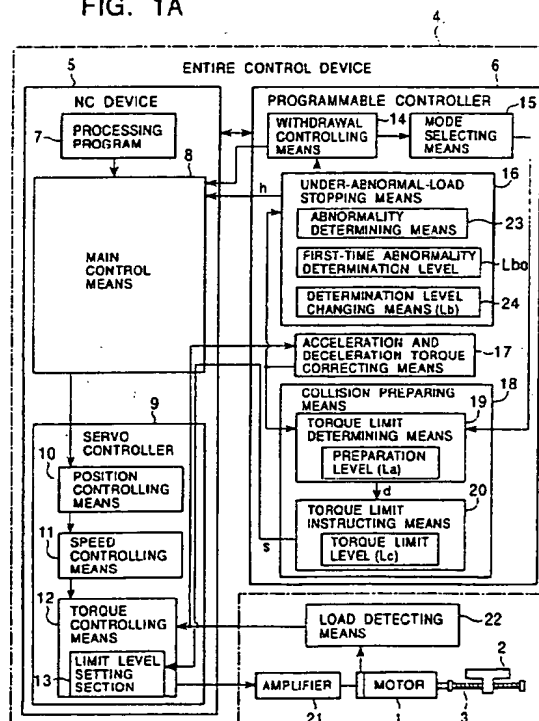 FIG. 1A
4
ENTIRE CONTROL DEVICE
5
6
NC DEVICE
7
PROCESSING
PROGRAM
8
MAIN
CONTROL
MEANS
9
SERVO
CONTROLLER
10
POSITION
CONTROLLING
MEANS
11
SPEED
CONTROLLING
MEANS
12
TORQUE
CONTROLLING
MEANS
13
LIMIT LEVEL
SETTING
SECTION
PROGRAMMABLE CONTROLLER
14
15
WITHDRAWAL
CONTROLLING
MEANS
MODE
SELECTING
MEANS
h
16
UNDER-ABNORMAL-LOAD
STOPPING MEANS
ABNORMALITY
DETERMINING MEANS
23
FIRST-TIME ABNORMALITY
DETERMINATION LEVEL
Lbo
DETERMINATION LEVEL
CHANGING MEANS (Lb)
24
ACCELERATION AND
DECELERATION TORQUE
CORRECTING MEANS
17
18
COLLISION PREPARING
MEANS
19
TORQUE LIMIT
DETERMINING MEANS
PREPARATION
LEVEL (La)
d
20
s
TORQUE LIMIT
INSTRUCTING MEANS
TORQUE LIMIT
LEVEL (Lc)
LOAD DETECTING
MEANS
22
2
AMPLIFIER
MOTOR
21
1
3